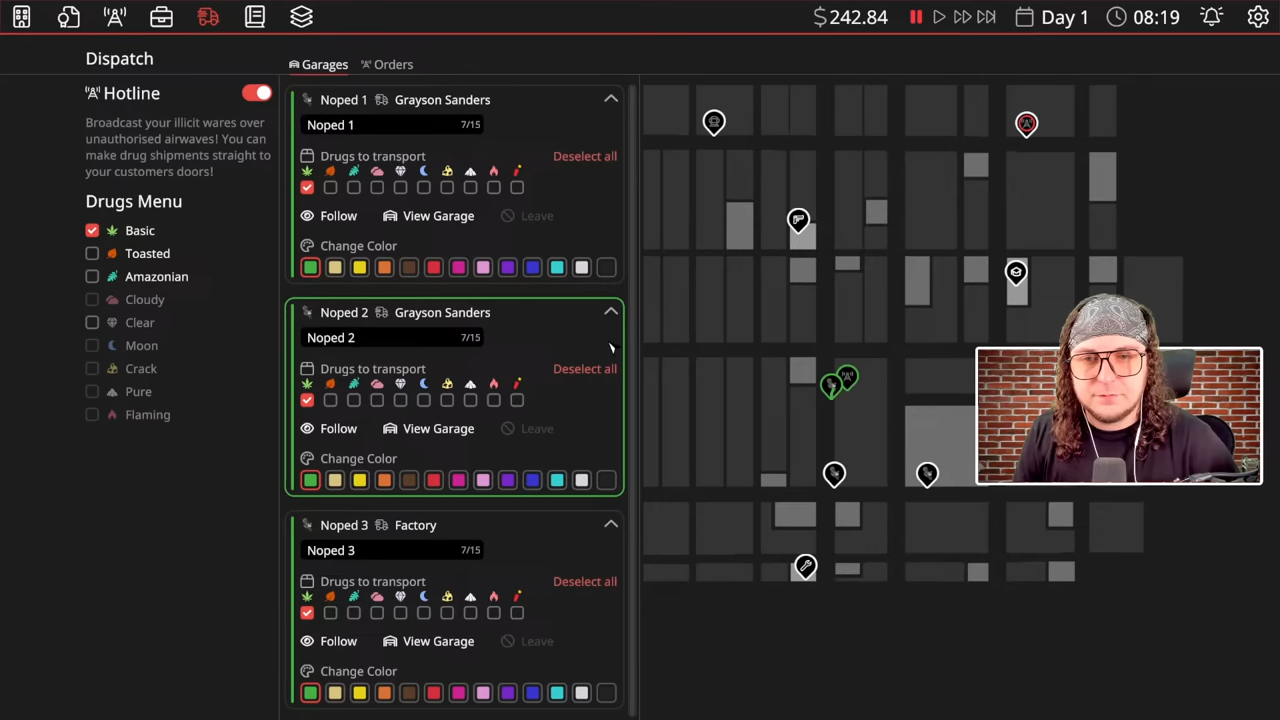 $242.84
Day 1
08:19
Dispatch
Garages
Orders
Hotline
Broadcast your illicit wares over
unauthorised airwaves! You can
make drug shipments straight to
your customers doors!
Drugs Menu
Basic
Toasted
Amazonian
Cloudy
Clear
Moon
Crack
Pure
Flaming
Noped 1 Grayson Sanders
Noped 1 7/15
Drugs to transport Deselect all
Follow View Garage Leave
Change Color
Noped 2 Grayson Sanders
Noped 2 7/15
Drugs to transport Deselect all
Follow View Garage Leave
Change Color
Noped 3 Factory
Noped 3 7/15
Drugs to transport Deselect all
Follow View Garage Leave
Change Color